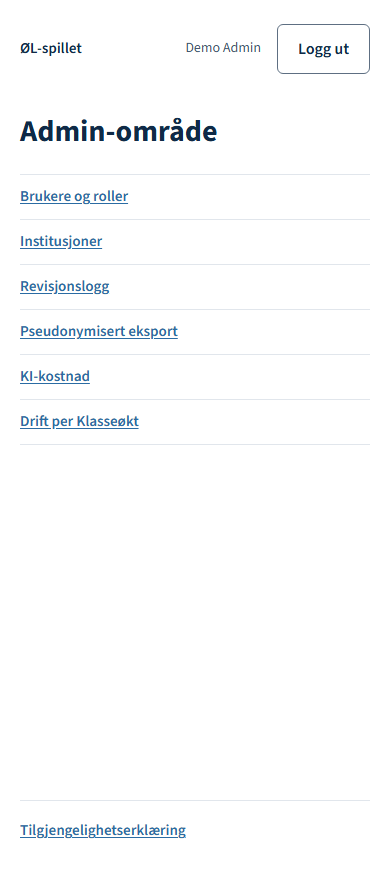 ØL-spillet
Demo Admin
Logg ut
Admin-område
Brukere og roller
Institusjoner
Revisjonslogg
Pseudonymisert eksport
KI-kostnad
Drift per Klasseøkt
Tilgjengelighetserklæring